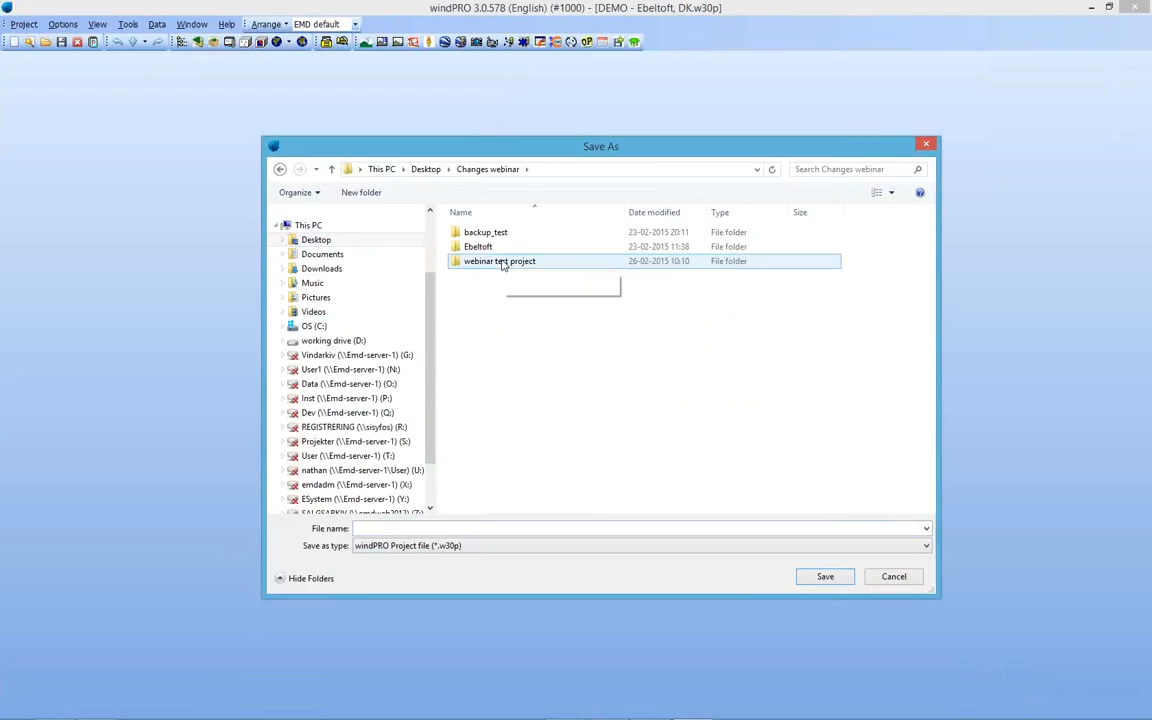 windPRO 3.0.578 (English) (#1000) - [DEMO - Ebeltoft, DK.w30p]
Project Options View Tools Data Window Help Arrange EMD default
Save As
This PC Desktop Changes webinar Search Changes webinar
Organize New folder
Name Date modified Type Size
This PC
Desktop
Documents
Downloads
Music
Pictures
Videos
OS (C:)
working drive (D:)
Vindarkiv (\\Emd-server-1) (G:)
User1 (\\Emd-server-1) (N:)
Data (\\Emd-server-1) (O:)
Inst (\\Emd-server-1) (P:)
Dev (\\Emd-server-1) (Q:)
REGISTRERING (\\sisyfos) (R:)
Projekter (\\Emd-server-1) (S:)
User (\\Emd-server-1) (T:)
nathan (\\Emd-server-1\User) (U:)
emdadm (\\Emd-server-1) (X:)
ESystem (\\Emd-server-1) (Y:)
backup_test 23-02-2015 20:11 File folder
Ebeltoft 23-02-2015 11:38 File folder
webinar test project 26-02-2015 10:10 File folder
File name:
Save as type: windPRO Project file (*.w30p)
Hide Folders Save Cancel